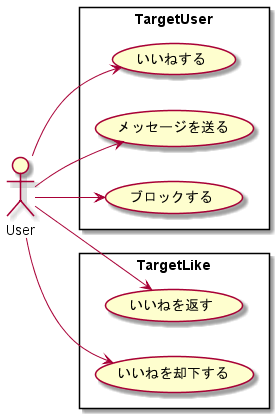 TargetUser
いいねする
メッセージを送る
ブロックする
User
TargetLike
いいねを返す
いいねを却下する